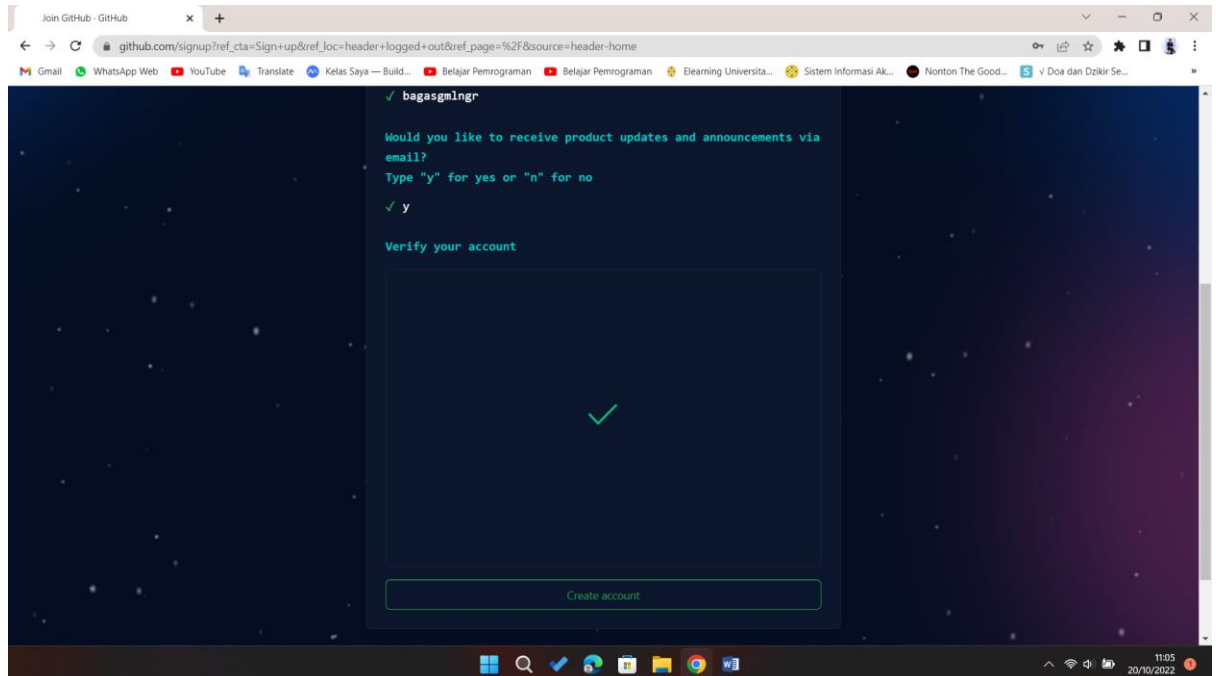 Join GitHub · GitHub
github.com/signup?ref_cta=Sign+up&ref_loc=header+logged+out&ref_page=%2F&source=header-home
Gmail WhatsApp Web YouTube Translate Kelas Saya — Build... Belajar Pemrograman Belajar Pemrograman Elearning Universita... Sistem Informasi Ak... Nonton The Good... S √ Doa dan Dzikir Se... »
✓ bagasgmlngr
Would you like to receive product updates and announcements via
email?
Type "y" for yes or "n" for no
✓ y
Verify your account
Create account
11:05
20/10/2022 1